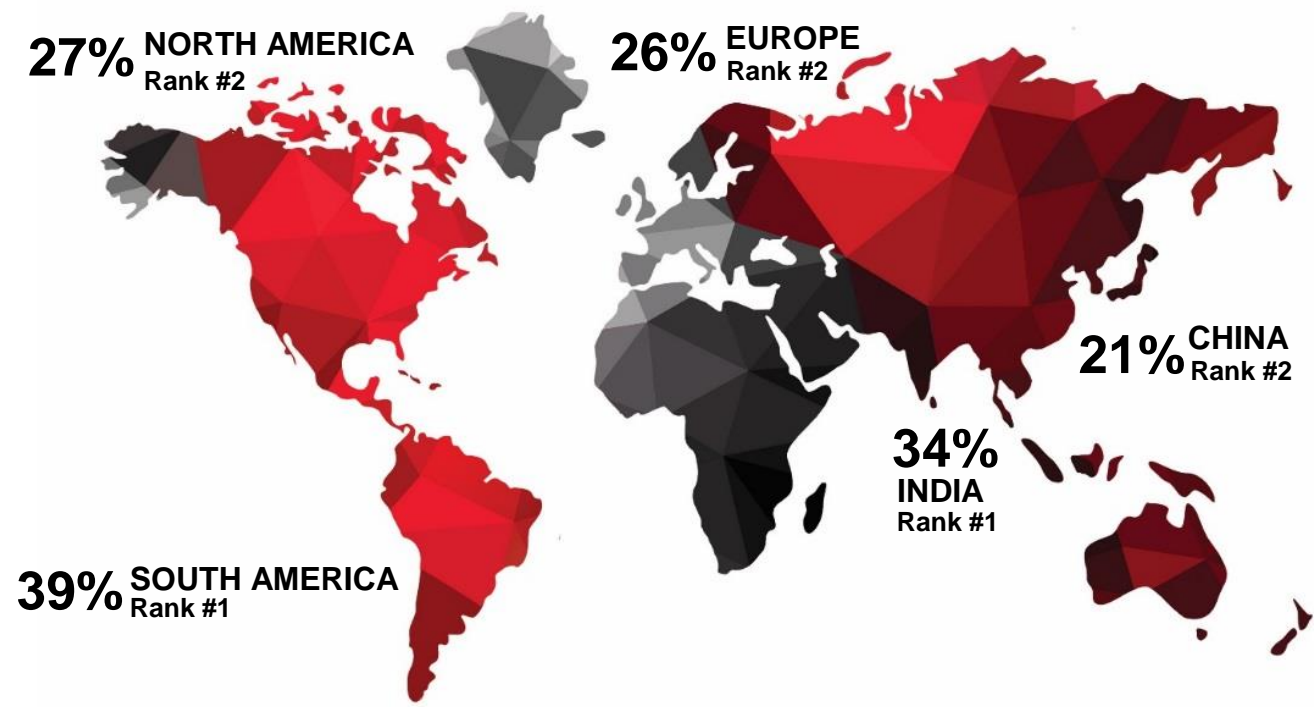 27% NORTH AMERICA
Rank #2
26% EUROPE
Rank #2
21% CHINA
Rank #2
34%
INDIA
Rank #1
39% SOUTH AMERICA
Rank #1